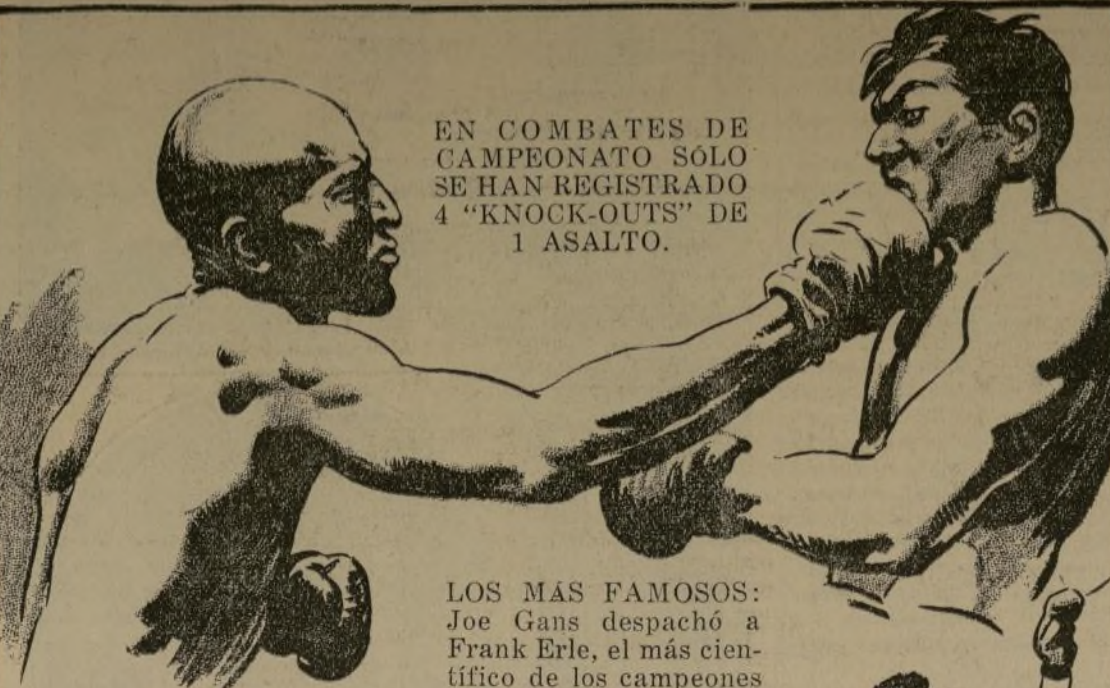 EN COMBATES DE
CAMPEONATO SÓLO
SE HAN REGISTRADO
4 “KNOCK-OUTS” DE
1 ASALTO.
LOS MÁS FAMOSOS:
Joe Gans despachó a
Frank Erle, el más cien-
tífico de los campeones